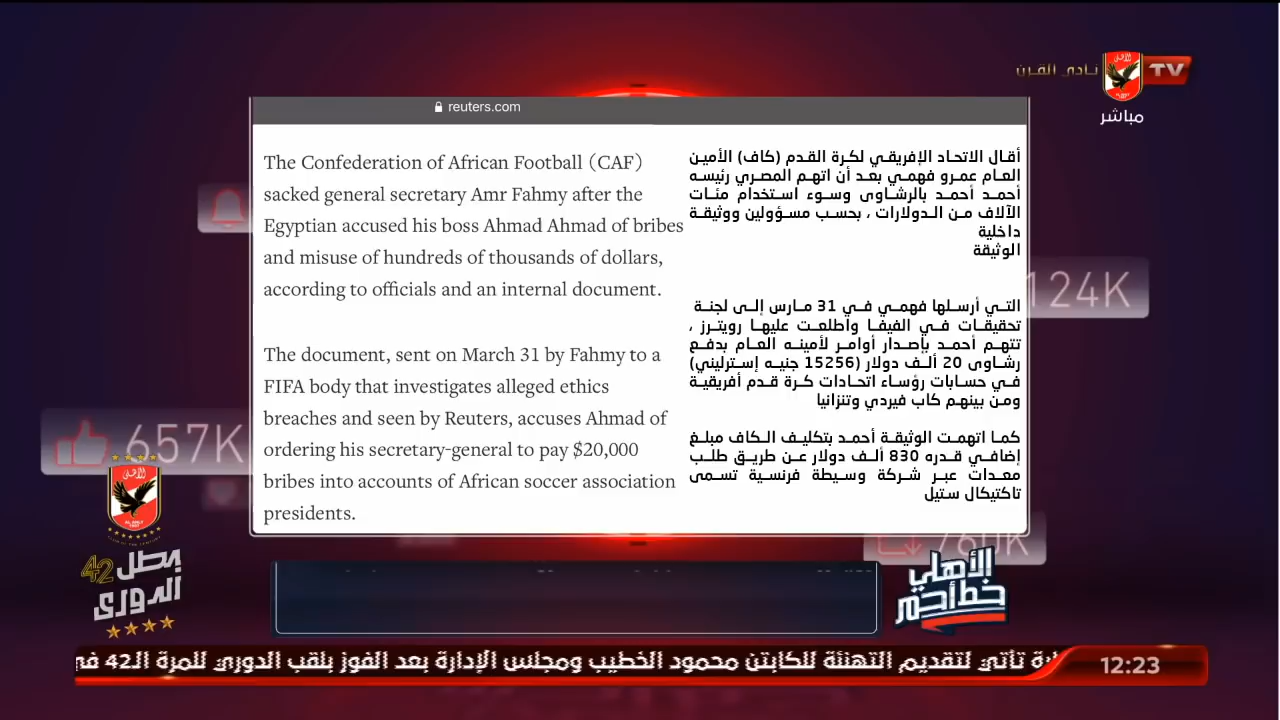 نادي القرن
TV
مباشر
reuters.com
The Confederation of African Football (CAF)
sacked general secretary Amr Fahmy after the
Egyptian accused his boss Ahmad Ahmad of bribes
and misuse of hundreds of thousands of dollars,
according to officials and an internal document.
The document, sent on March 31 by Fahmy to a
FIFA body that investigates alleged ethics
breaches and seen by Reuters, accuses Ahmad of
ordering his secretary-general to pay $20,000
bribes into accounts of African soccer association
presidents.
أقال الاتحاد الإفريقي لكرة القدم (كاف) الأمين
العام عمرو فهمي بعد أن اتهم المصري رئيسه
أحمد أحمد بالرشاوى وسوء استخدام مئات
الآلاف من الدولارات ، بحسب مسؤولين ووثيقة
داخلية
الوثيقة
التي أرسلها فهمي في 31 مارس إلى لجنة
تحقيقات في الفيفا واطلعت عليها رويترز ،
تتهم أحمد بإصدار أوامر لأمينه العام بدفع
رشاوى 20 ألف دولار (15256 جنيه إسترليني)
في حسابات رؤساء اتحادات كرة قدم أفريقية
ومن بينهم كاب فيردي وتنزانيا
كما اتهمت الوثيقة أحمد بتكليف الكاف مبلغ
إضافي قدره 830 ألف دولار عن طريق طلب
معدات عبر شركة وسيطة فرنسية تسمى
تاكتيكال ستيل
124K
657K
760K
بطل الدوري 42
الأهلي
خط أحمر
ـة تأتي لتقديم التهنئة للكابتن محمود الخطيب ومجلس الإدارة بعد الفوز بلقب الدوري للمرة الـ42 في
12:23